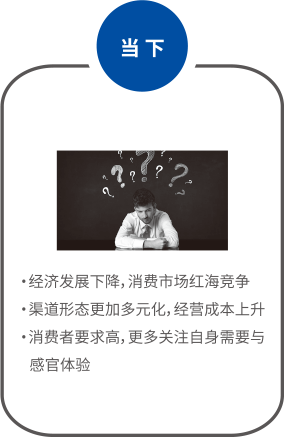 当下
·经济发展下降,消费市场红海竞争
·渠道形态更加多元化,经营成本上升
·消费者要求高,更多关注自身需要与
感官体验